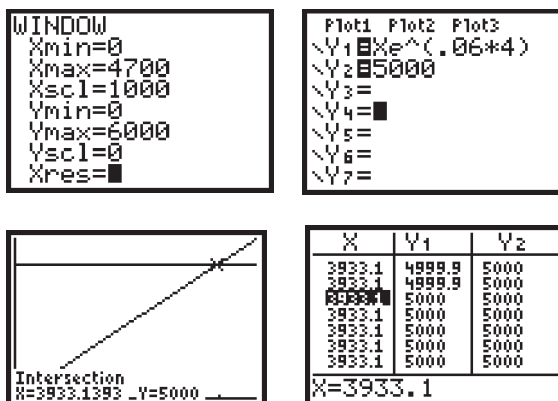 WINDOW
Xmin=0
Xmax=4700
Xscl=1000
Ymin=0
Ymax=6000
Yscl=0
Xres=
Plot1 Plot2 Plot3
\Y1=Xe^(.06*4)
\Y2=5000
\Y3=
\Y4=
\Y5=
\Y6=
\Y7=
Intersection
X=3933.1393 Y=5000
X Y1 Y2
3933.1 4999.9 5000
3933.1 4999.9 5000
3933.1 5000 5000
3933.1 5000 5000
3933.1 5000 5000
3933.1 5000 5000
3933.1 5000 5000
X=3933.1